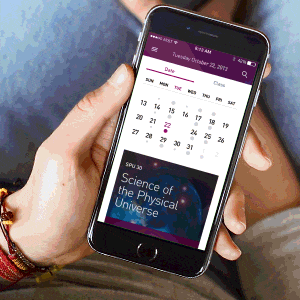 8:13 AM
42%
Tuesday October 22, 2013
Date Class
SUN MON TUE WED THU FRI SAT
13 14 15 16 17 18 19
20 21 22 23 24 25 26
27 28 29 30 31
SPU 30
Science of
the Physical
Universe